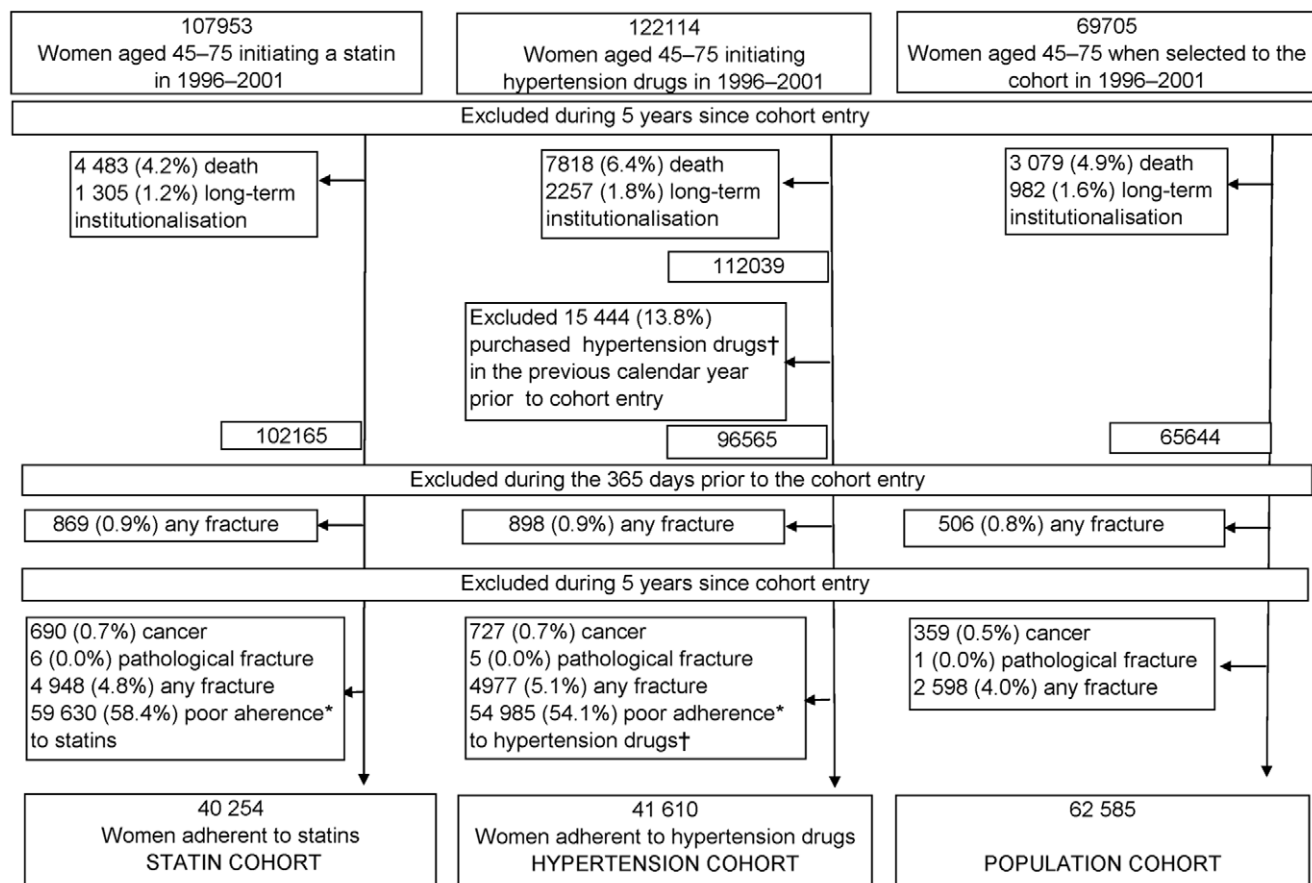 107953
Women aged 45–75 initiating a statin
in 1996–2001
122114
Women aged 45–75 initiating
hypertension drugs in 1996–2001
69705
Women aged 45–75 when selected to the
cohort in 1996–2001
Excluded during 5 years since cohort entry
4 483 (4.2%) death
1 305 (1.2%) long-term
institutionalisation
7818 (6.4%) death
2257 (1.8%) long-term
institutionalisation
3 079 (4.9%) death
982 (1.6%) long-term
institutionalisation
112039
Excluded 15 444 (13.8%)
purchased hypertension drugs†
in the previous calendar year
prior to cohort entry
102165
96565
65644
Excluded during the 365 days prior to the cohort entry
869 (0.9%) any fracture
898 (0.9%) any fracture
506 (0.8%) any fracture
Excluded during 5 years since cohort entry
690 (0.7%) cancer
6 (0.0%) pathological fracture
4 948 (4.8%) any fracture
59 630 (58.4%) poor aherence*
to statins
727 (0.7%) cancer
5 (0.0%) pathological fracture
4977 (5.1%) any fracture
54 985 (54.1%) poor adherence*
to hypertension drugs†
359 (0.5%) cancer
1 (0.0%) pathological fracture
2 598 (4.0%) any fracture
40 254
Women adherent to statins
STATIN COHORT
41 610
Women adherent to hypertension drugs
HYPERTENSION COHORT
62 585
POPULATION COHORT